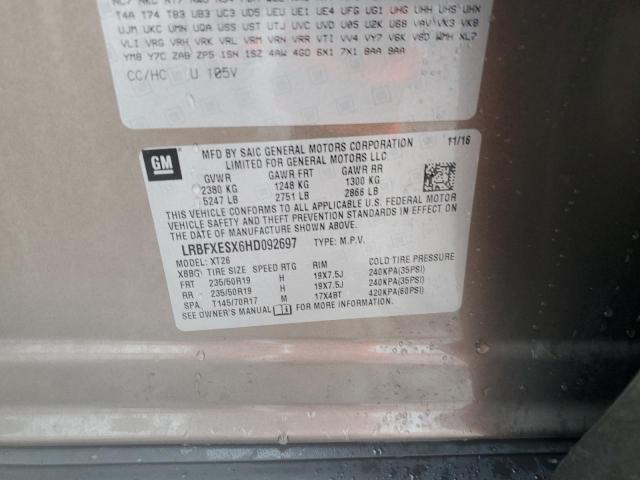 T4A T74 TB3 UB3 UC3 UD5 UEU UE1 UE4 UFG UG1 UHG UHH UHS UHX
UJM UKC UMN UQA USS UST UTJ UVC UVD U05 U2K U68 VAV VK3 VK8
VLI VRG VRH VRK VRL VRM VRN VRR VTI VV4 VY7 V6K V8D WMH XL7
YM8 Y7C ZAB ZP5 1SN 1SZ 4AW 4GO 6X1 7X1 8AA 9AA
CC/HC U 105V
GM
MFD BY SAIC GENERAL MOTORS CORPORATION 11/16
LIMITED FOR GENERAL MOTORS LLC.
GVWR GAWR FRT GAWR RR
2380 KG 1248 KG 1300 KG
5247 LB 2751 LB 2866 LB
THIS VEHICLE CONFORMS TO ALL APPLICABLE U.S. FEDERAL MOTOR
VEHICLE SAFETY AND THEFT PREVENTION STANDARDS IN EFFECT ON
THE DATE OF MANUFACTURE SHOWN ABOVE.
LRBFXESX6HD092697 TYPE: M.P.V.
MODEL: XT26
XBBG TIRE SIZE SPEED RTG RIM COLD TIRE PRESSURE
FRT 235/50R19 H 19X7.5J 240KPA(35PSI)
RR 235/50R19 H 19X7.5J 240KPA(35PSI)
SPA T145/70R17 M 17X4BT 420KPA(60PSI)
SEE OWNER'S MANUAL FOR MORE INFORMATION.